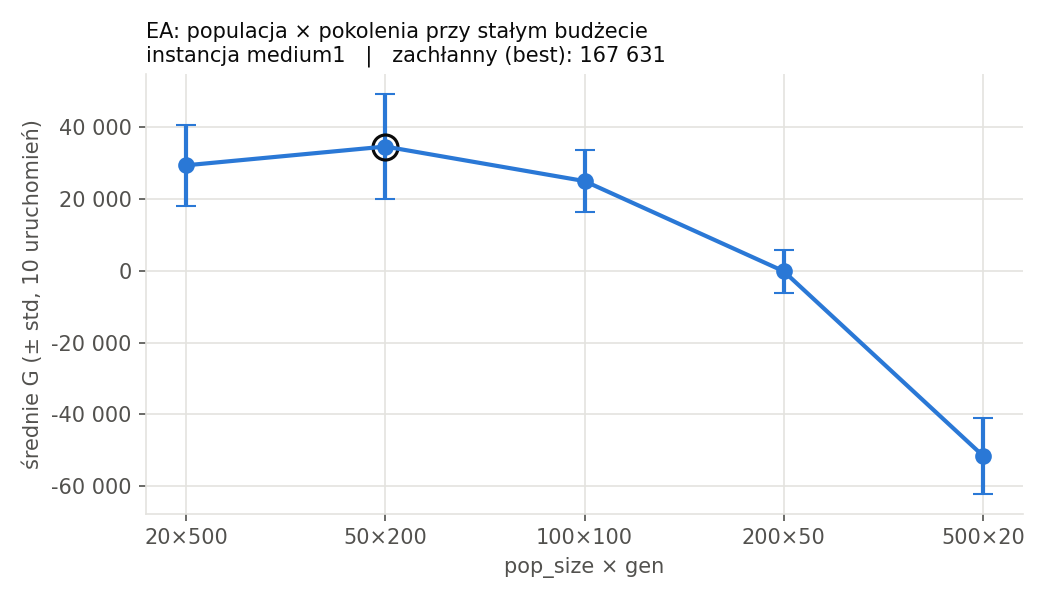 EA: populacja × pokolenia przy stałym budżecie
instancja medium1 | zachłanny (best): 167 631
średnie G (± std, 10 uruchomień)
40 000
20 000
0
-20 000
-40 000
-60 000
20×500 50×200 100×100 200×50 500×20
pop_size × gen